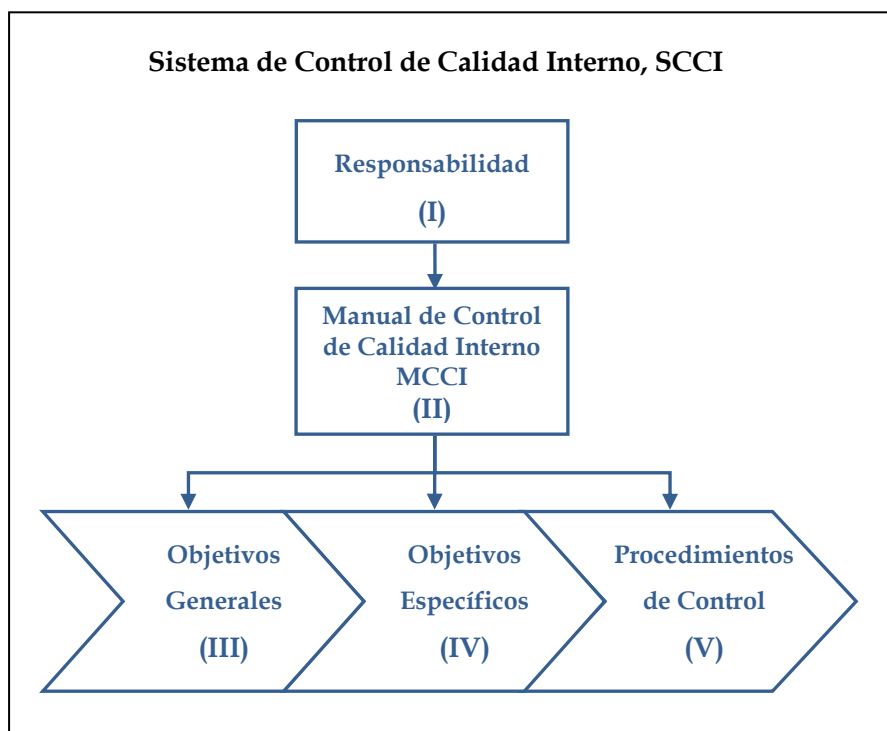 Sistema de Control de Calidad Interno, SCCI
Responsabilidad
(I)
Manual de Control
de Calidad Interno
MCCI
(II)
Objetivos
Generales
(III)
Objetivos
Específicos
(IV)
Procedimientos
de Control
(V)